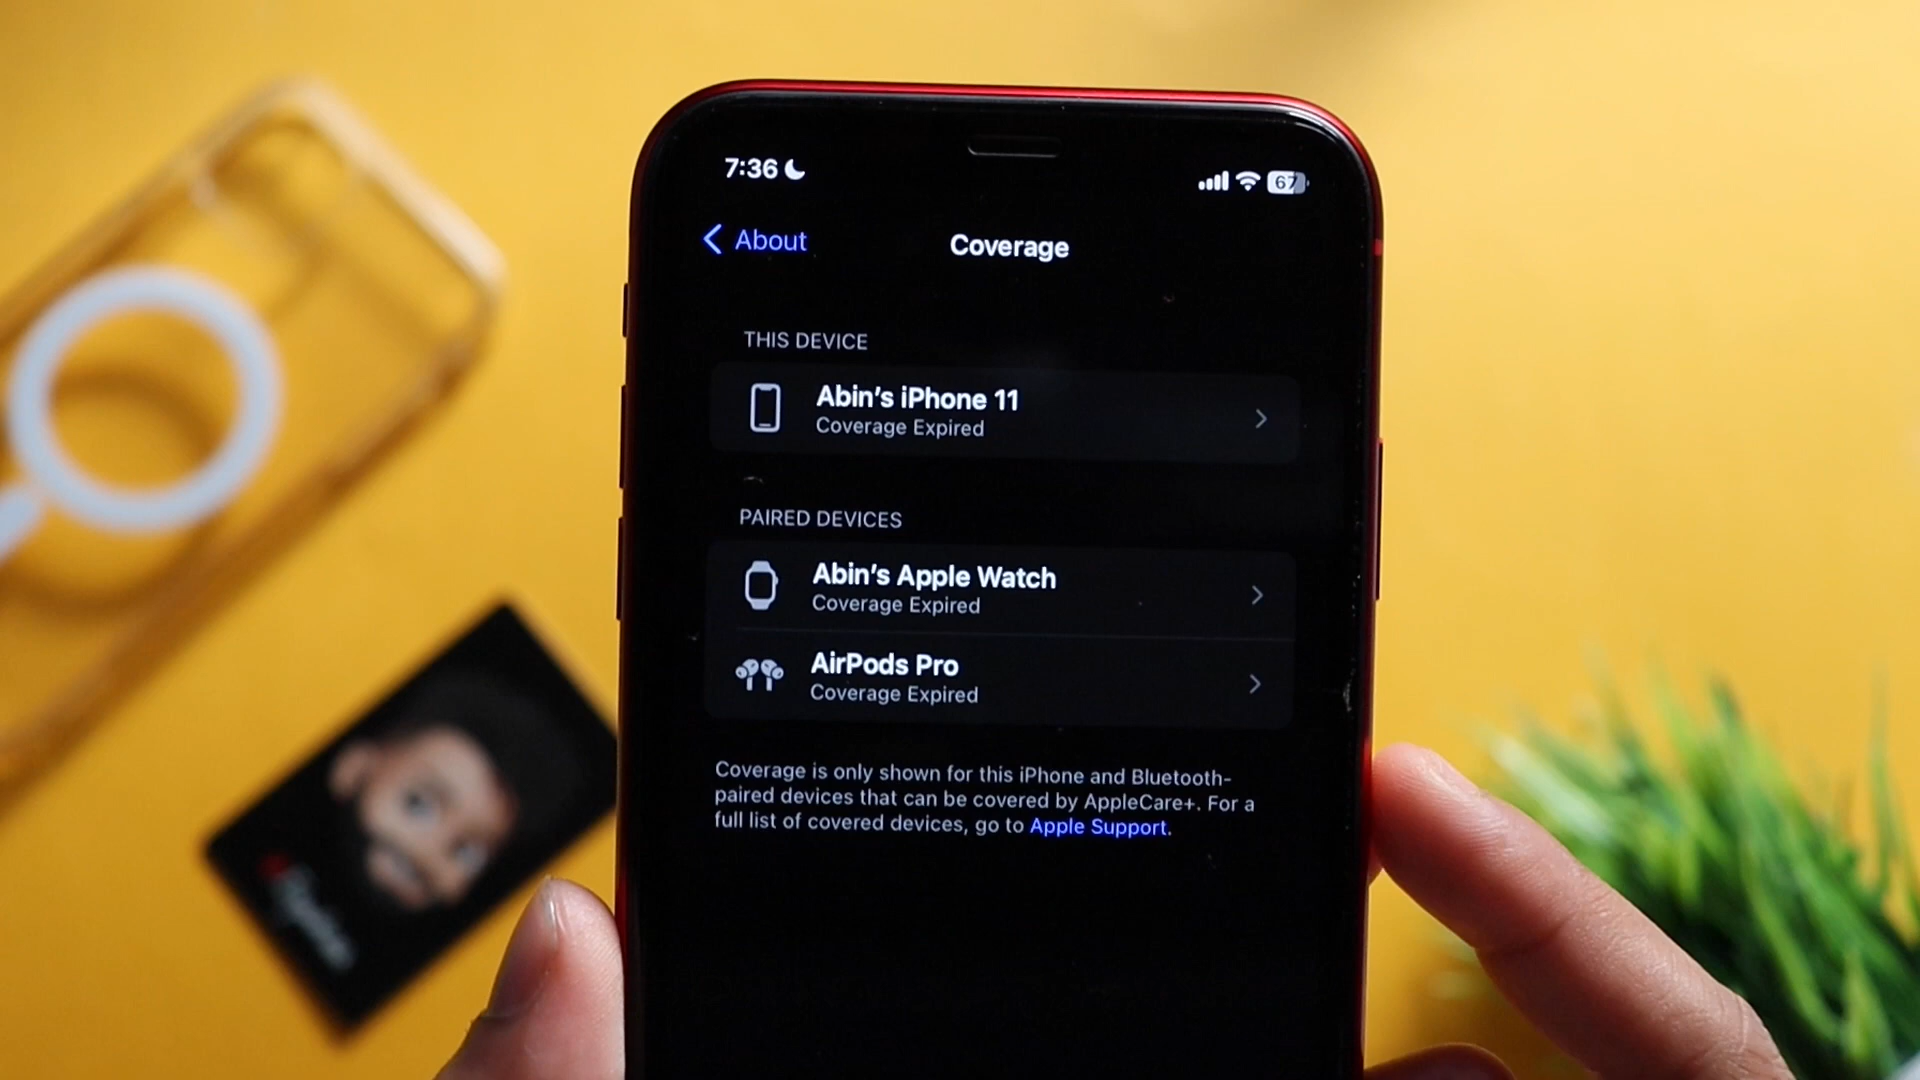 7:36
67
About
Coverage
THIS DEVICE
Abin's iPhone 11
Coverage Expired
PAIRED DEVICES
Abin's Apple Watch
Coverage Expired
AirPods Pro
Coverage Expired
Coverage is only shown for this iPhone and Bluetooth-
paired devices that can be covered by AppleCare+. For a
full list of covered devices, go to Apple Support.